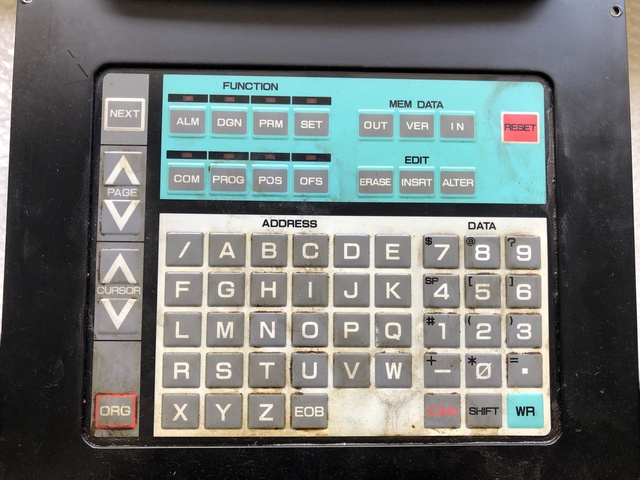 FUNCTION
MEM DATA
NEXT
ALM DGN PRM SET OUT VER IN RESET
EDIT
COM PROG POS OFS ERASE INSRT ALTER
PAGE
CURSOR
ORG
ADDRESS DATA
/ A B C D E $ 7 @ 8 ? 9
F G H I J K SP 4 [ 5 ] 6
L M N O P Q # 1 ( 2 ) 3
R S T U V W + − * Ø = .
X Y Z EOB CAN SHIFT WR